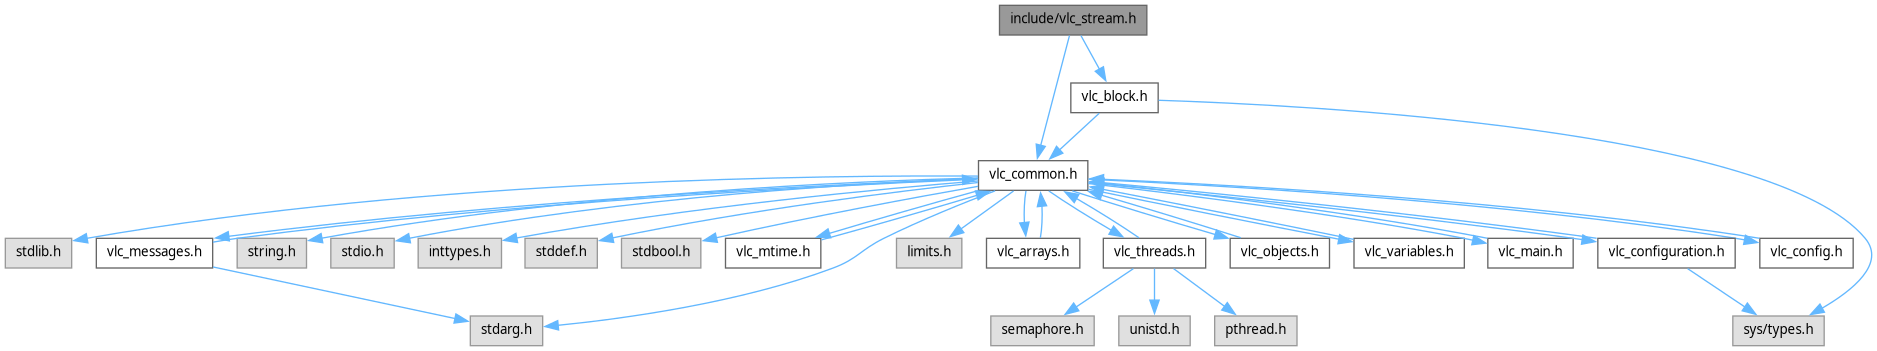 include/vlc_stream.h
vlc_block.h
vlc_common.h
stdlib.h
vlc_messages.h
string.h
stdio.h
inttypes.h
stddef.h
stdbool.h
vlc_mtime.h
limits.h
vlc_arrays.h
vlc_threads.h
vlc_objects.h
vlc_variables.h
vlc_main.h
vlc_configuration.h
vlc_config.h
stdarg.h
semaphore.h
unistd.h
pthread.h
sys/types.h